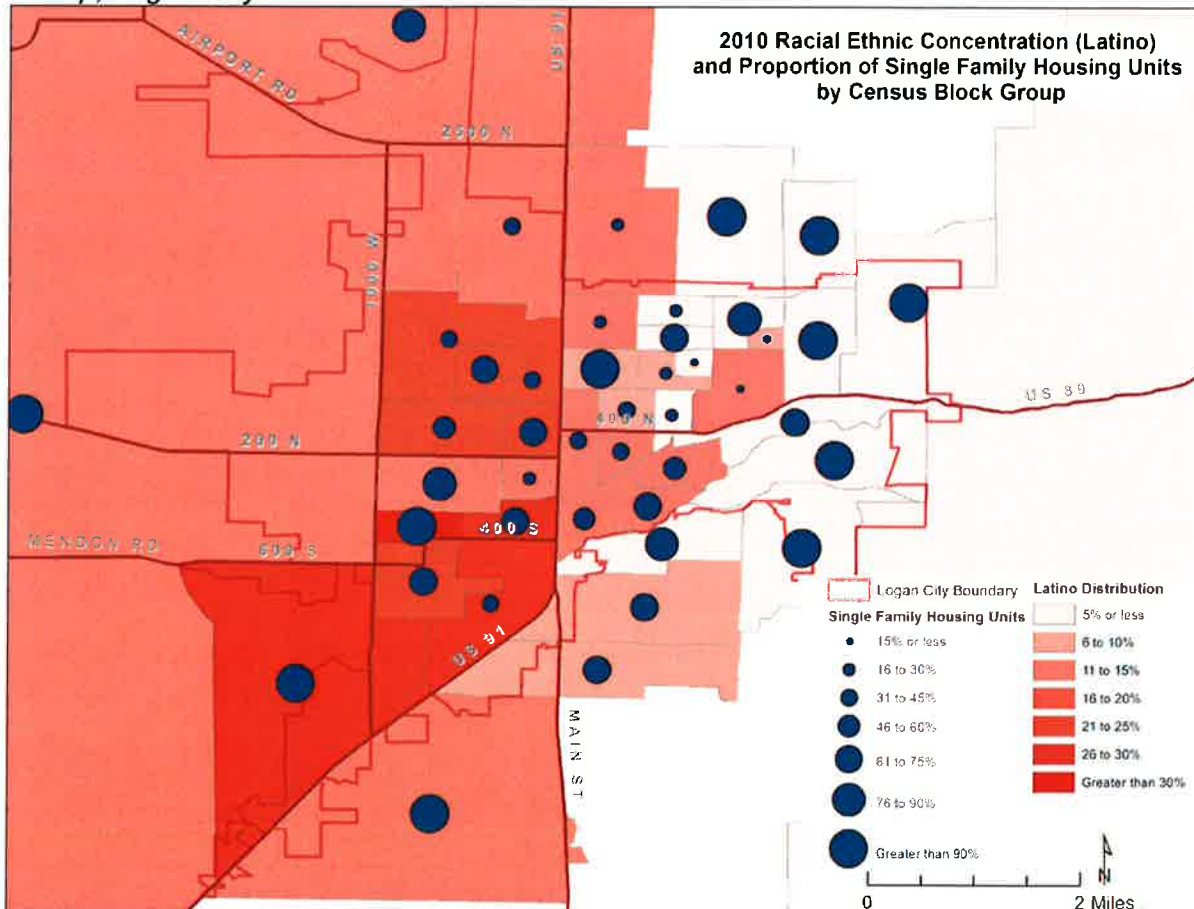 2010 Racial Ethnic Concentration (Latino)
and Proportion of Single Family Housing Units
by Census Block Group
AIRPORT RD
2500 N
1000 W
US 89
400 N
200 N
400 S
MENDON RD
600 S
US 91
MAIN ST
Logan City Boundary
Single Family Housing Units
15% or less
16 to 30%
31 to 45%
46 to 60%
61 to 75%
76 to 90%
Greater than 90%
Latino Distribution
5% or less
6 to 10%
11 to 15%
16 to 20%
21 to 25%
26 to 30%
Greater than 30%
N
0 2 Miles